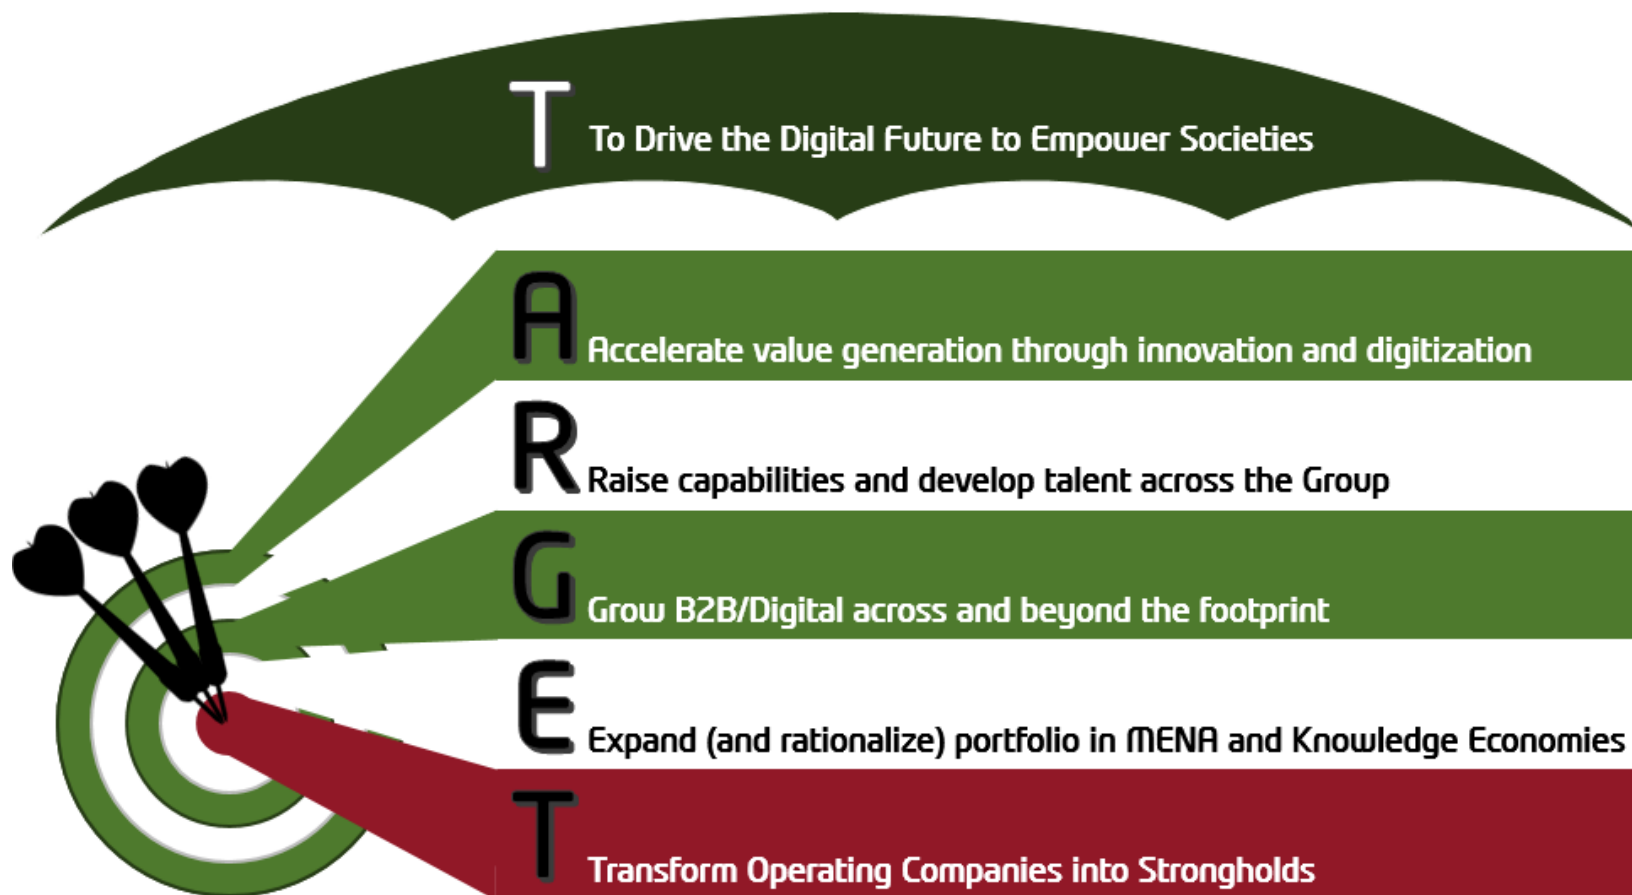 T To Drive the Digital Future to Empower Societies
A Accelerate value generation through innovation and digitization
R Raise capabilities and develop talent across the Group
G Grow B2B/Digital across and beyond the footprint
E Expand (and rationalize) portfolio in MENA and Knowledge Economies
T Transform Operating Companies into Strongholds